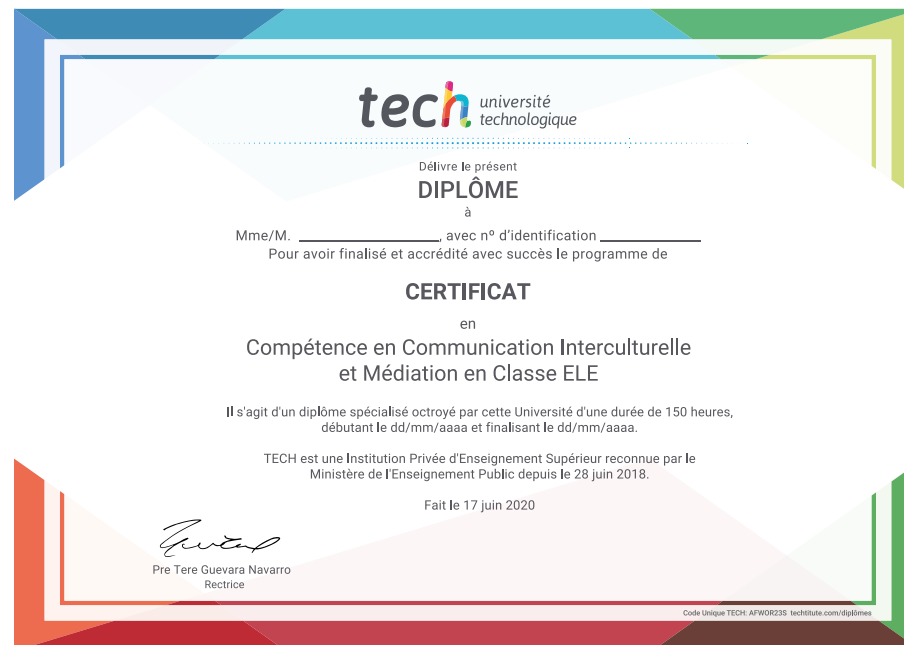 tech université
technologique
Délivre le présent
DIPLÔME
à
Mme/M. ____________________, avec nº d'identification ______________
Pour avoir finalisé et accrédité avec succès le programme de
CERTIFICAT
en
Compétence en Communication Interculturelle
et Médiation en Classe ELE
Il s'agit d'un diplôme spécialisé octroyé par cette Université d'une durée de 150 heures,
débutant le dd/mm/aaaa et finalisant le dd/mm/aaaa.
TECH est une Institution Privée d'Enseignement Supérieur reconnue par le
Ministère de l'Enseignement Public depuis le 28 juin 2018.
Fait le 17 juin 2020
Pre Tere Guevara Navarro
Rectrice
Code Unique TECH: AFWOR23S techtitute.com/diplômes